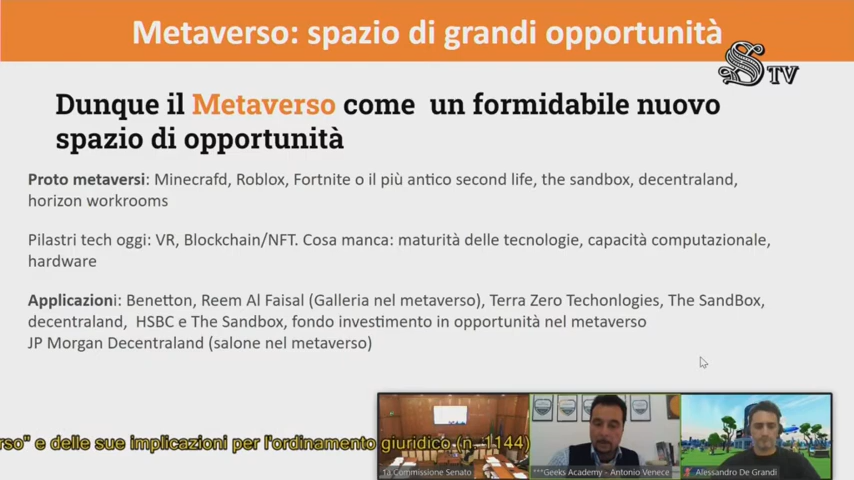 Metaverso: spazio di grandi opportunità
S TV
Dunque il Metaverso come un formidabile nuovo
spazio di opportunità
Proto metaversi: Minecrafd, Roblox, Fortnite o il più antico second life, the sandbox, decentraland,
horizon workrooms
Pilastri tech oggi: VR, Blockchain/NFT. Cosa manca: maturità delle tecnologie, capacità computazionale,
hardware
Applicazioni: Benetton, Reem Al Faisal (Galleria nel metaverso), Terra Zero Techonlogies, The SandBox,
decentraland, HSBC e The Sandbox, fondo investimento in opportunità nel metaverso
JP Morgan Decentraland (salone nel metaverso)
rso" e delle sue implicazioni per l'ordinamento giuridico (n. 1144)
1a Commissione Senato
***Geeks Academy - Antonio Venece
Alessandro De Grandi